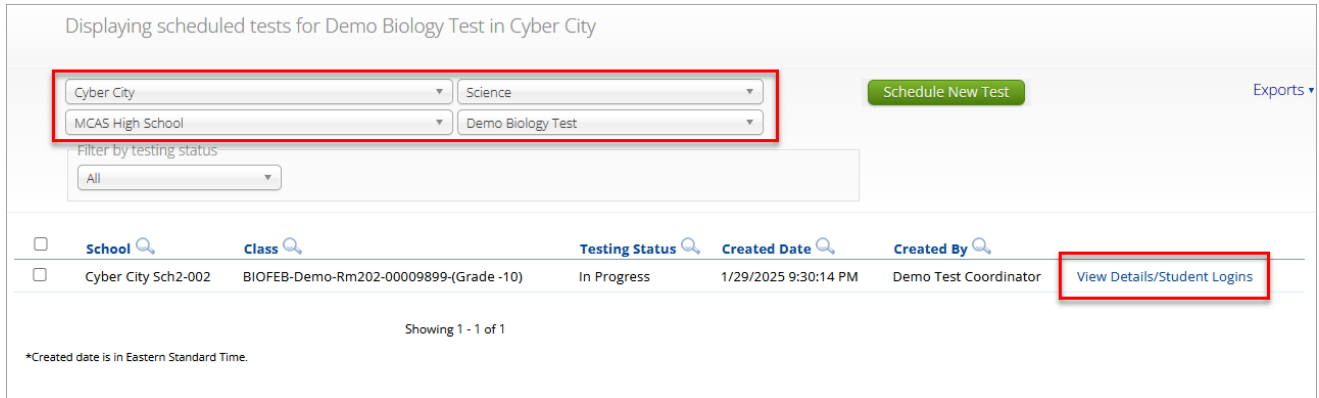 Displaying scheduled tests for Demo Biology Test in Cyber City
Cyber City Science Schedule New Test Exports
MCAS High School Demo Biology Test
Filter by testing status
All
School Class Testing Status Created Date Created By
Cyber City Sch2-002 BIOFEB-Demo-Rm202-00009899-(Grade -10) In Progress 1/29/2025 9:30:14 PM Demo Test Coordinator View Details/Student Logins
Showing 1 - 1 of 1
*Created date is in Eastern Standard Time.